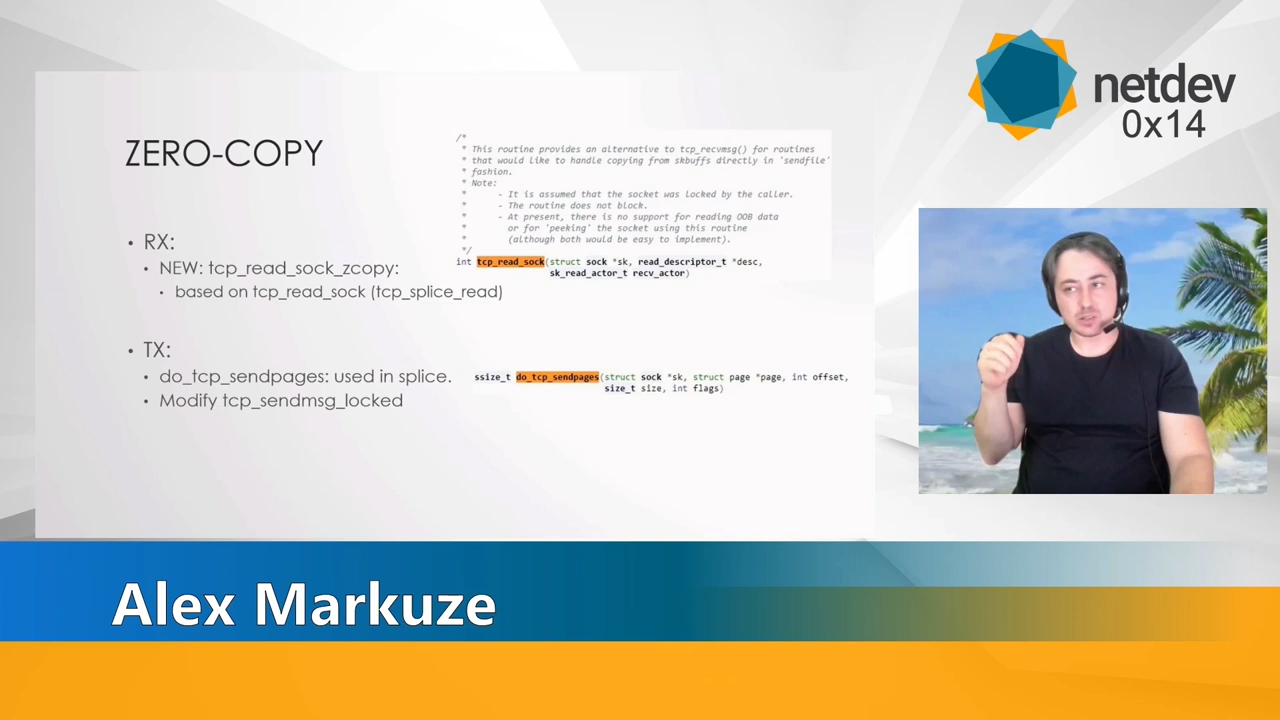 netdev
0x14
ZERO-COPY
/*
* This routine provides an alternative to tcp_recvmsg() for routines
* that would like to handle copying from skbuffs directly in 'sendfile'
* fashion.
* Note:
* - It is assumed that the socket was locked by the caller.
* - The routine does not block.
* - At present, there is no support for reading OOB data
* or for 'peeking' the socket using this routine
* (although both would be easy to implement).
*/
int tcp_read_sock(struct sock *sk, read_descriptor_t *desc,
sk_read_actor_t recv_actor)
• RX:
• NEW: tcp_read_sock_zcopy:
• based on tcp_read_sock (tcp_splice_read)
• TX:
• do_tcp_sendpages: used in splice.
• Modify tcp_sendmsg_locked
ssize_t do_tcp_sendpages(struct sock *sk, struct page *page, int offset,
size_t size, int flags)
Alex Markuze